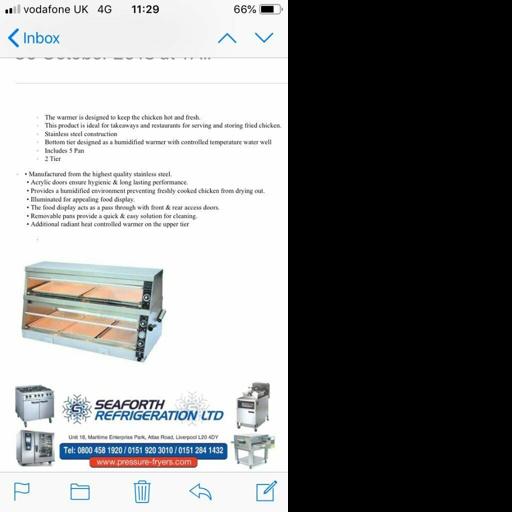 vodafone UK 4G 11:29 66%
Inbox
The warmer is designed to keep the chicken hot and fresh.
This product is ideal for takeaways and restaurants for serving and storing fried chicken.
Stainless steel construction
Bottom tier designed as a humidified warmer with controlled temperature water well
Includes 5 Pan
2 Tier
• Manufactured from the highest quality stainless steel.
• Acrylic doors ensure hygienic & long lasting performance.
• Provides a humidified environment preventing freshly cooked chicken from drying out.
• Illuminated for appealing food display.
• The food display acts as a pass through with front & rear access doors.
• Removable pans provide a quick & easy solution for cleaning.
• Additional radiant heat controlled warmer on the upper tier
SEAFORTH
REFRIGERATION LTD
Unit 18, Maritime Enterprise Park, Atlas Road, Liverpool L20 4DY
Tel: 0800 458 1920 / 0151 920 3010 / 0151 284 1432
www.pressure-fryers.com